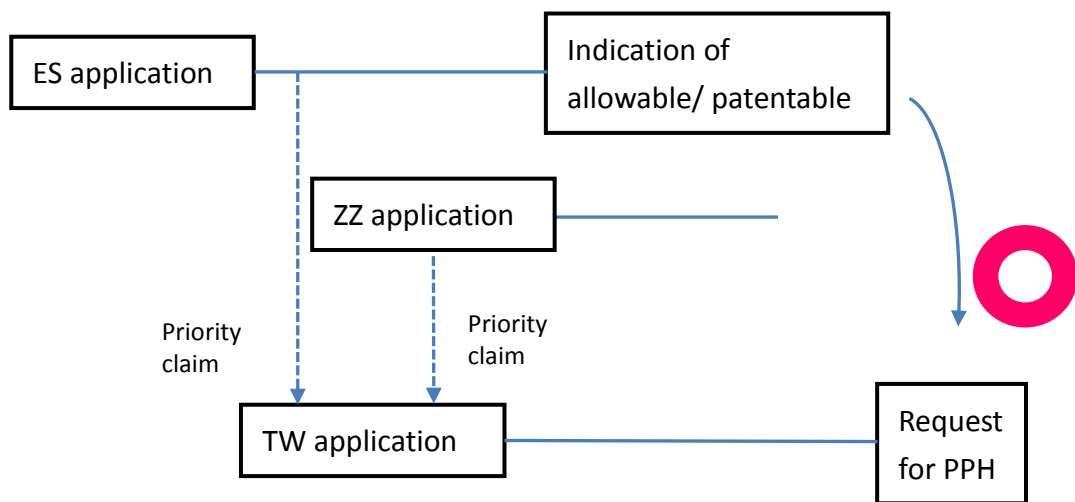 ES application
Indication of
allowable/ patentable
ZZ application
Priority
claim
Priority
claim
TW application
Request
for PPH